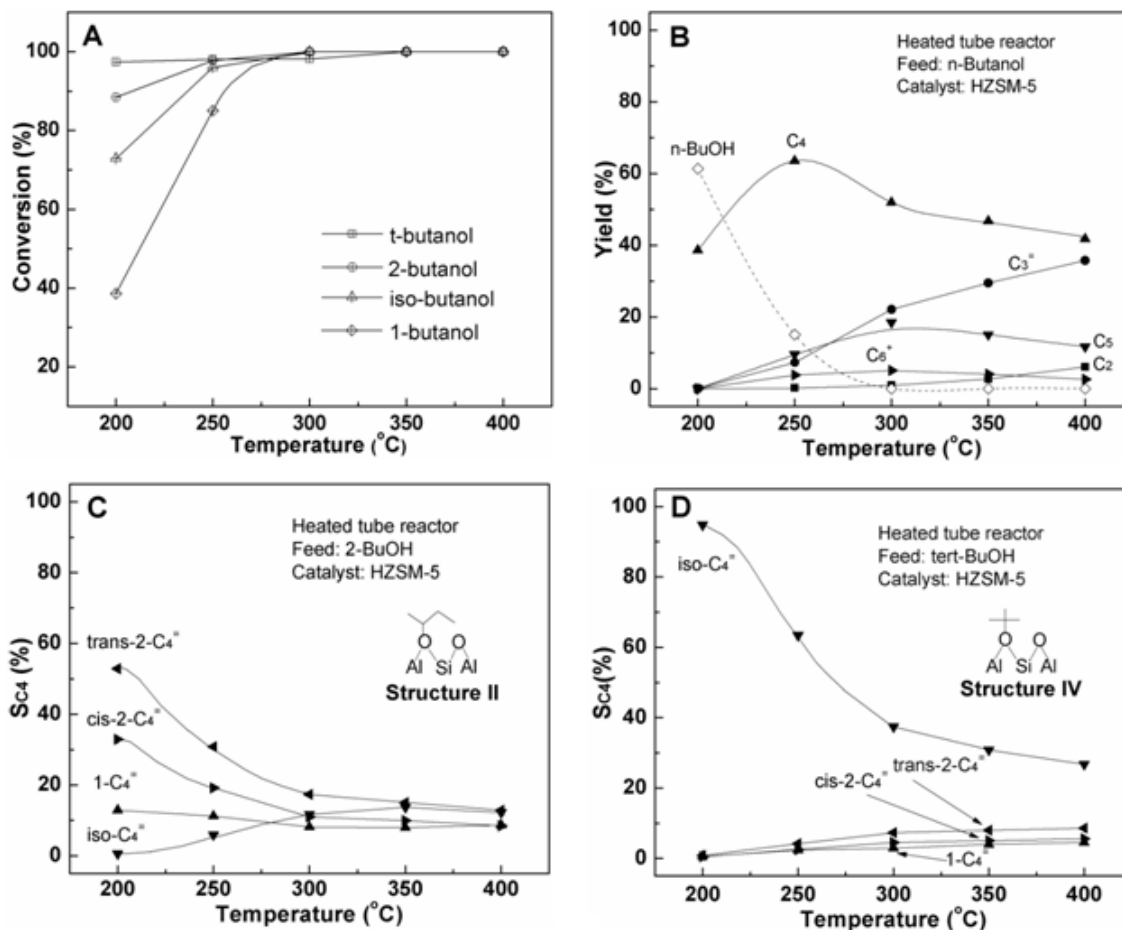 A
Conversion (%)
100
80
60
40
20
t-butanol
2-butanol
iso-butanol
1-butanol
200 250 300 350 400
Temperature (°C)
B
Heated tube reactor
Feed: n-Butanol
Catalyst: HZSM-5
Yield (%)
100
80
60
40
20
0
n-BuOH
C₄
C₃⁼
C₅
C₆⁺
C₂
200 250 300 350 400
Temperature (°C)
C
Heated tube reactor
Feed: 2-BuOH
Catalyst: HZSM-5
S_C4 (%)
100
80
60
40
20
0
trans-2-C₄⁼
cis-2-C₄⁼
1-C₄⁼
iso-C₄⁼
O O
Al Si Al
Structure II
200 250 300 350 400
Temperature (°C)
D
Heated tube reactor
Feed: tert-BuOH
Catalyst: HZSM-5
S_C4(%)
100
80
60
40
20
0
iso-C₄⁼
O O
Al Si Al
Structure IV
cis-2-C₄⁼ trans-2-C₄⁼
1-C₄⁼
200 250 300 350 400
Temperature (°C)